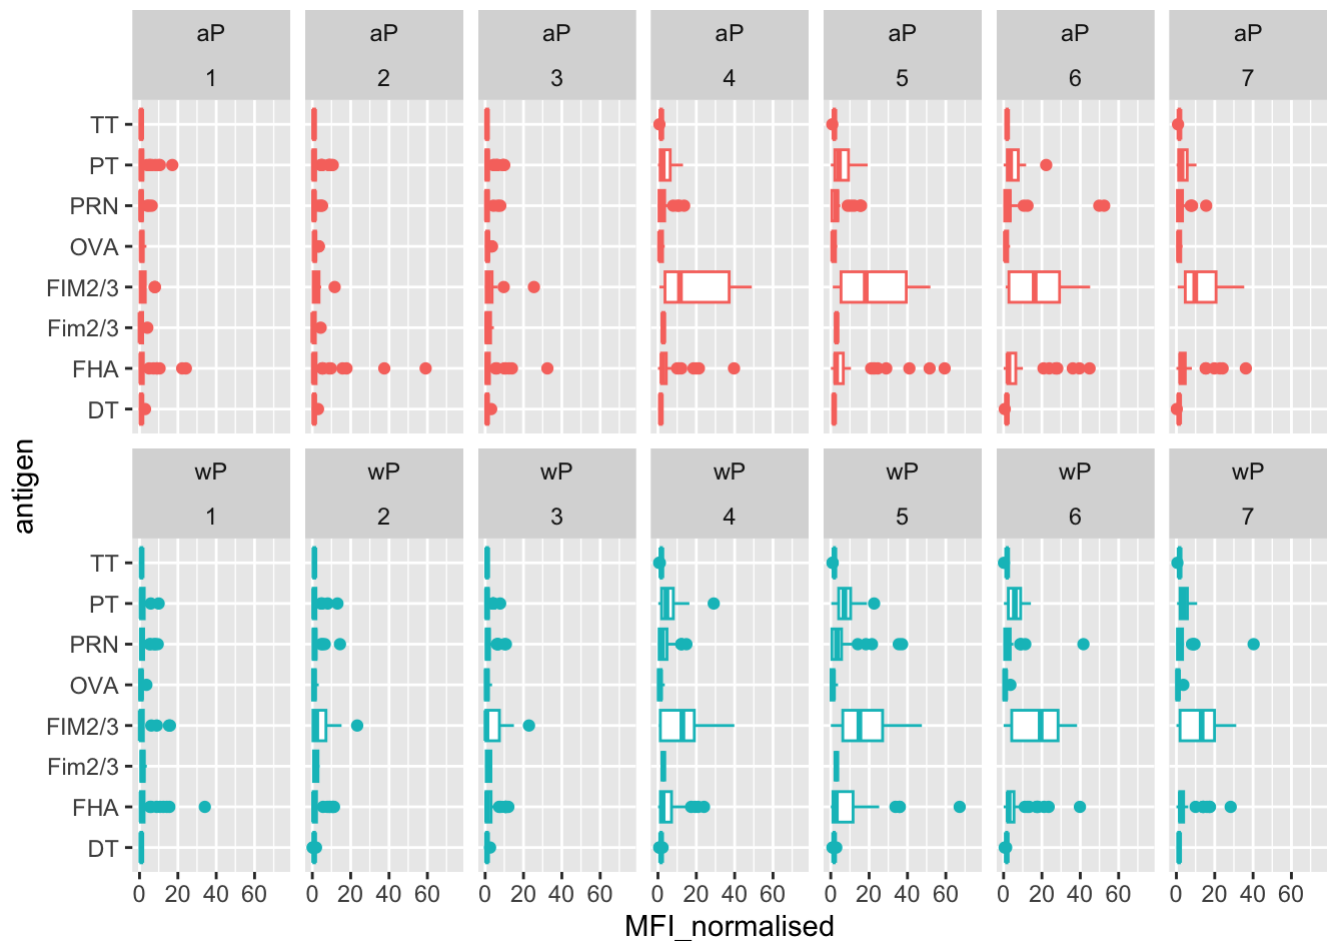 aP aP aP aP aP aP aP
1 2 3 4 5 6 7
TT
PT
PRN
OVA
FIM2/3
Fim2/3
FHA
DT
antigen
wP wP wP wP wP wP wP
1 2 3 4 5 6 7
TT
PT
PRN
OVA
FIM2/3
Fim2/3
FHA
DT
0 20 40 60 0 20 40 60 0 20 40 60 0 20 40 60 0 20 40 60 0 20 40 60 0 20 40 60
MFI_normalised